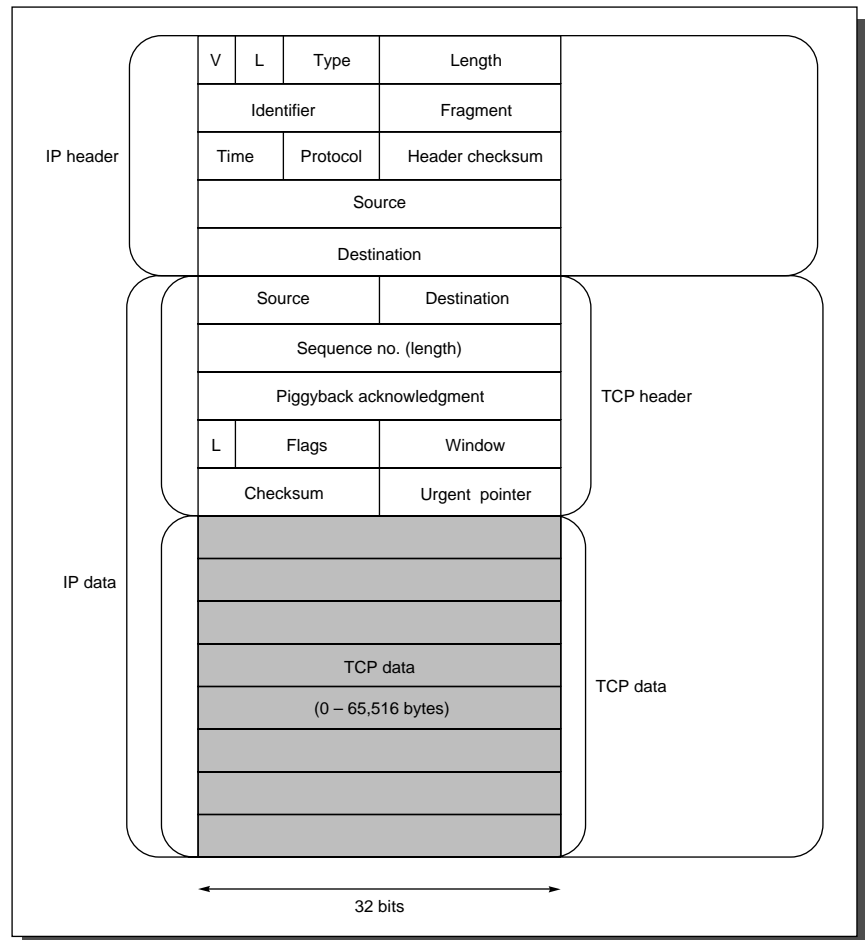 V L Type Length
Identifier Fragment
IP header Time Protocol Header checksum
Source
Destination
Source Destination
Sequence no. (length)
Piggyback acknowledgment TCP header
L Flags Window
Checksum Urgent pointer
IP data
TCP data
TCP data
(0 – 65,516 bytes)
32 bits